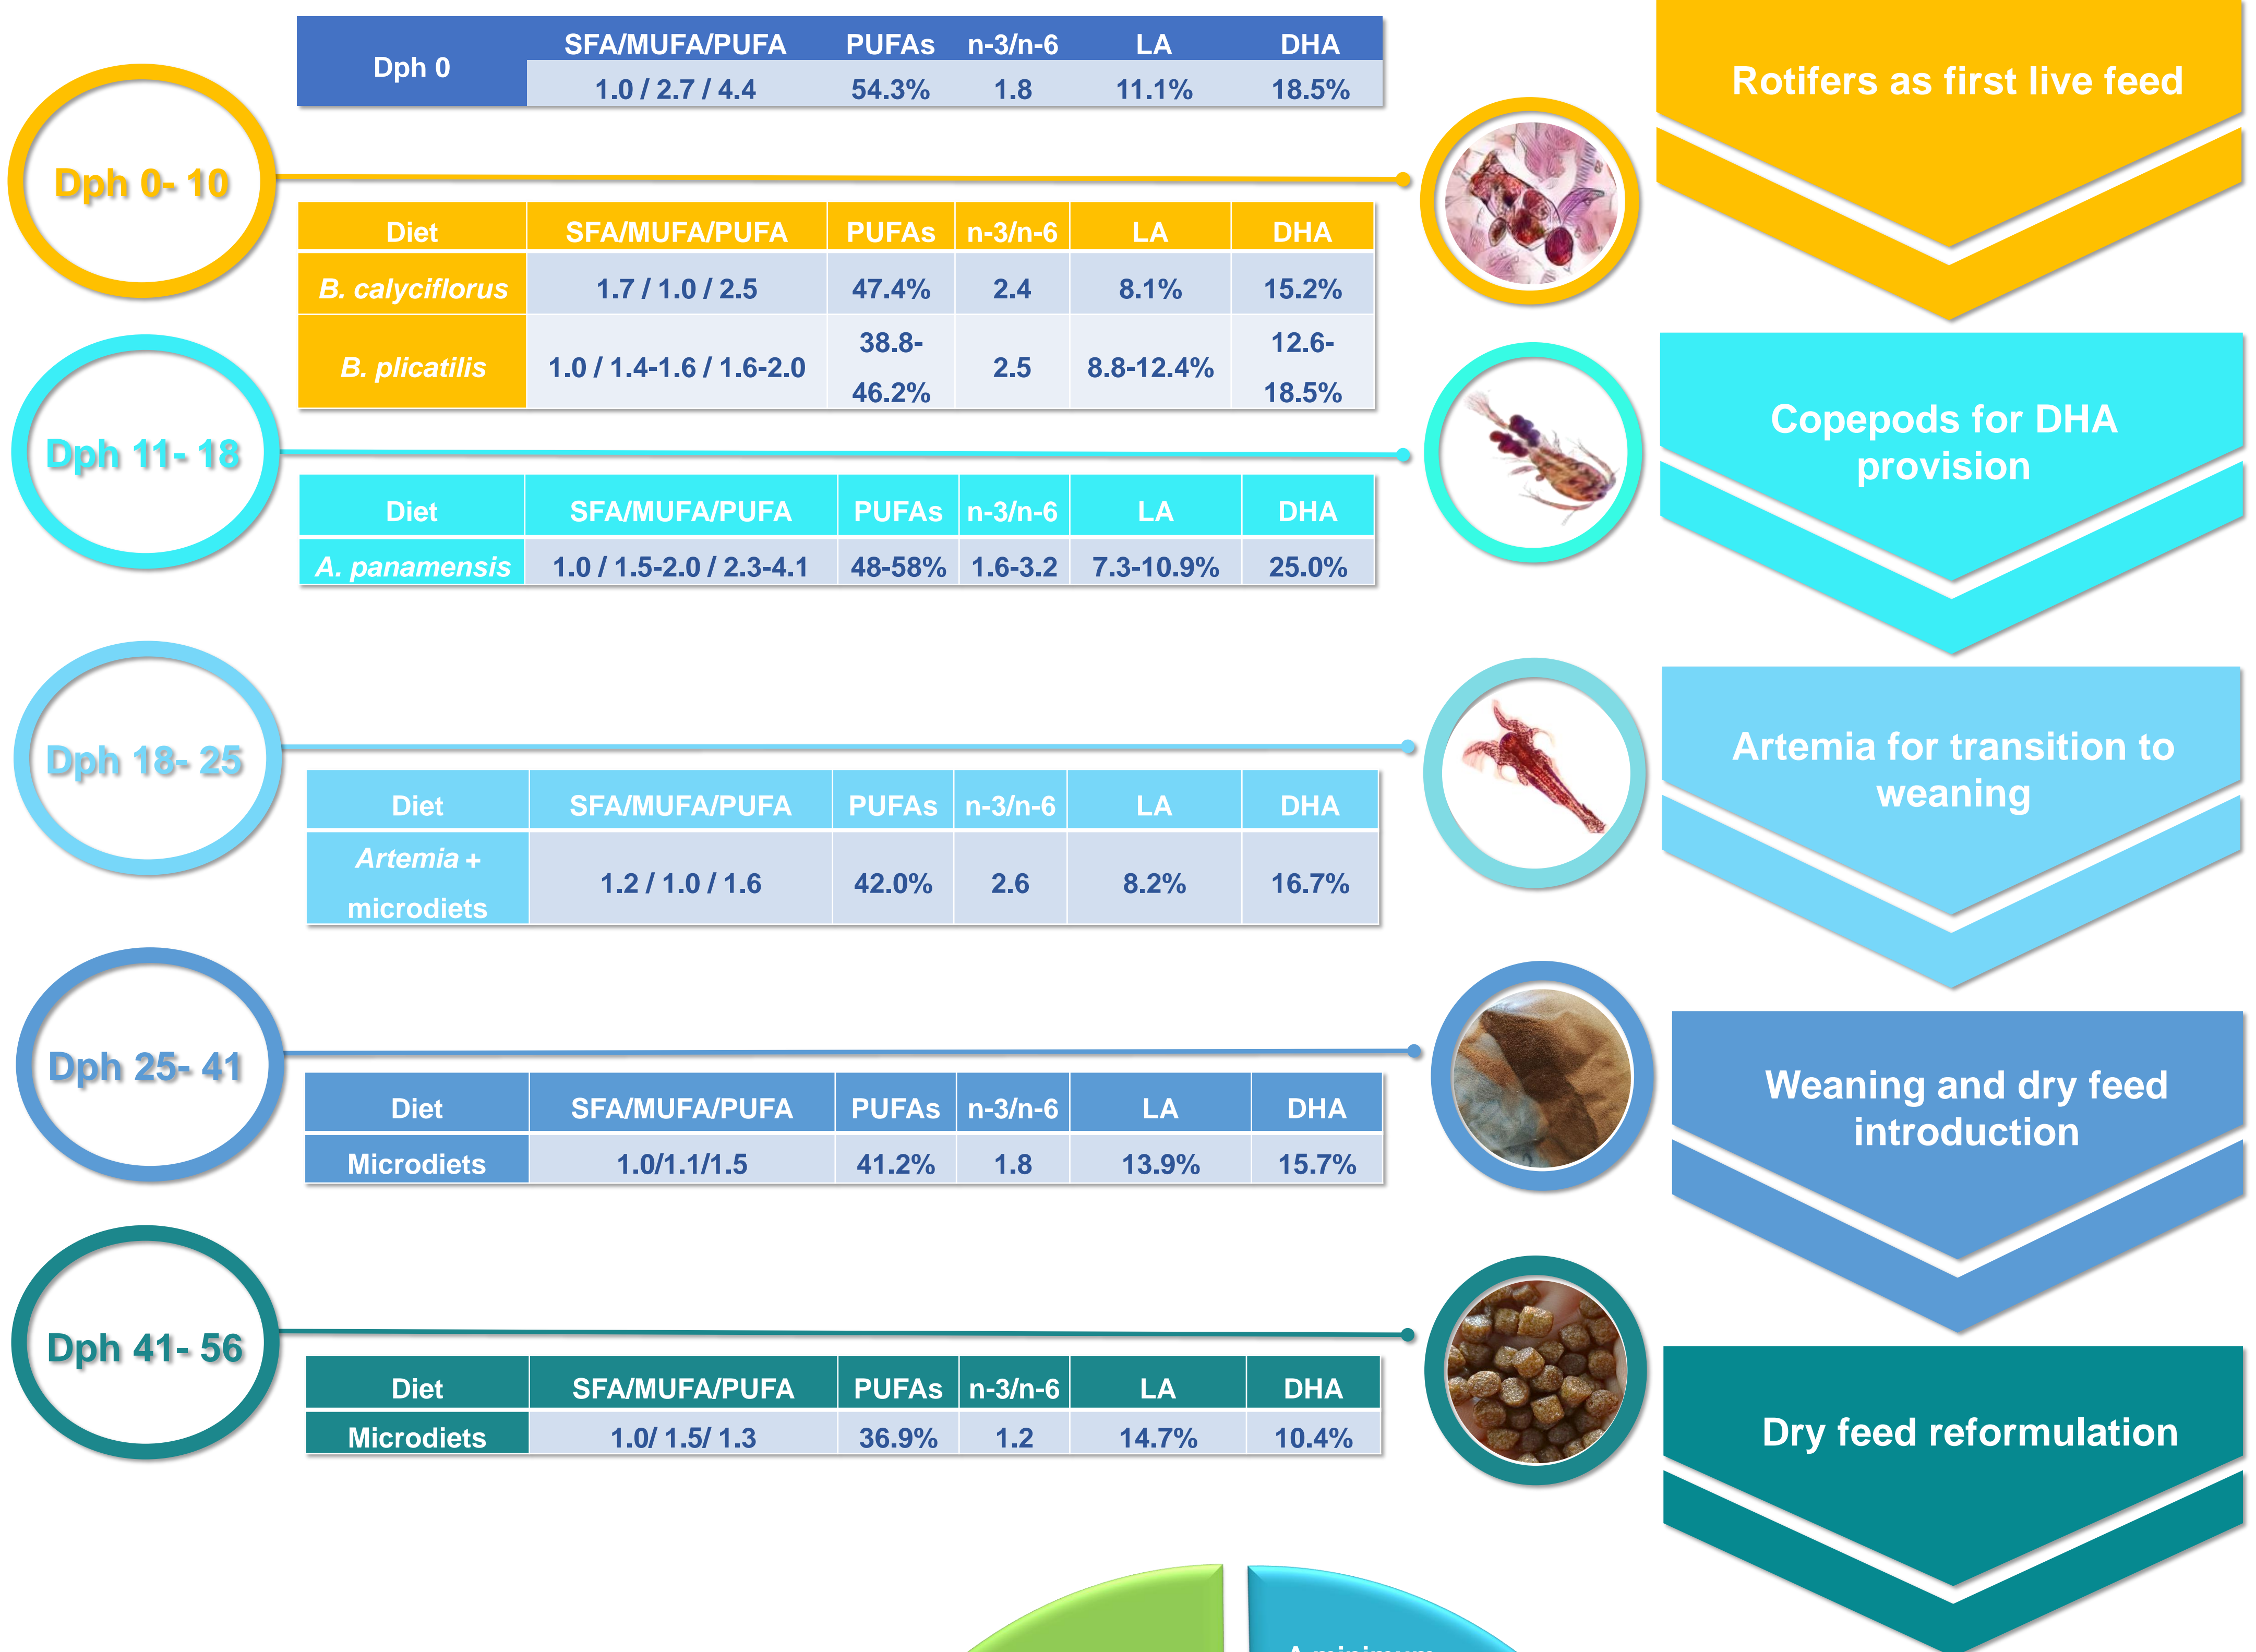 SFA/MUFA/PUFA PUFAs n-3/n-6 LA DHA
Dph 0
1.0 / 2.7 / 4.4 54.3% 1.8 11.1% 18.5%
Rotifers as first live feed
Dph 0- 10
Diet SFA/MUFA/PUFA PUFAs n-3/n-6 LA DHA
B. calyciflorus 1.7 / 1.0 / 2.5 47.4% 2.4 8.1% 15.2%
B. plicatilis 1.0 / 1.4-1.6 / 1.6-2.0 38.8-
46.2% 2.5 8.8-12.4% 12.6-
18.5%
Dph 11- 18
Copepods for DHA
provision
Diet SFA/MUFA/PUFA PUFAs n-3/n-6 LA DHA
A. panamensis 1.0 / 1.5-2.0 / 2.3-4.1 48-58% 1.6-3.2 7.3-10.9% 25.0%
Dph 18- 25
Artemia for transition to
weaning
Diet SFA/MUFA/PUFA PUFAs n-3/n-6 LA DHA
Artemia +
microdiets 1.2 / 1.0 / 1.6 42.0% 2.6 8.2% 16.7%
Dph 25- 41
Weaning and dry feed
introduction
Diet SFA/MUFA/PUFA PUFAs n-3/n-6 LA DHA
Microdiets 1.0/1.1/1.5 41.2% 1.8 13.9% 15.7%
Dph 41- 56
Dry feed reformulation
Diet SFA/MUFA/PUFA PUFAs n-3/n-6 LA DHA
Microdiets 1.0/ 1.5/ 1.3 36.9% 1.2 14.7% 10.4%
A minimum